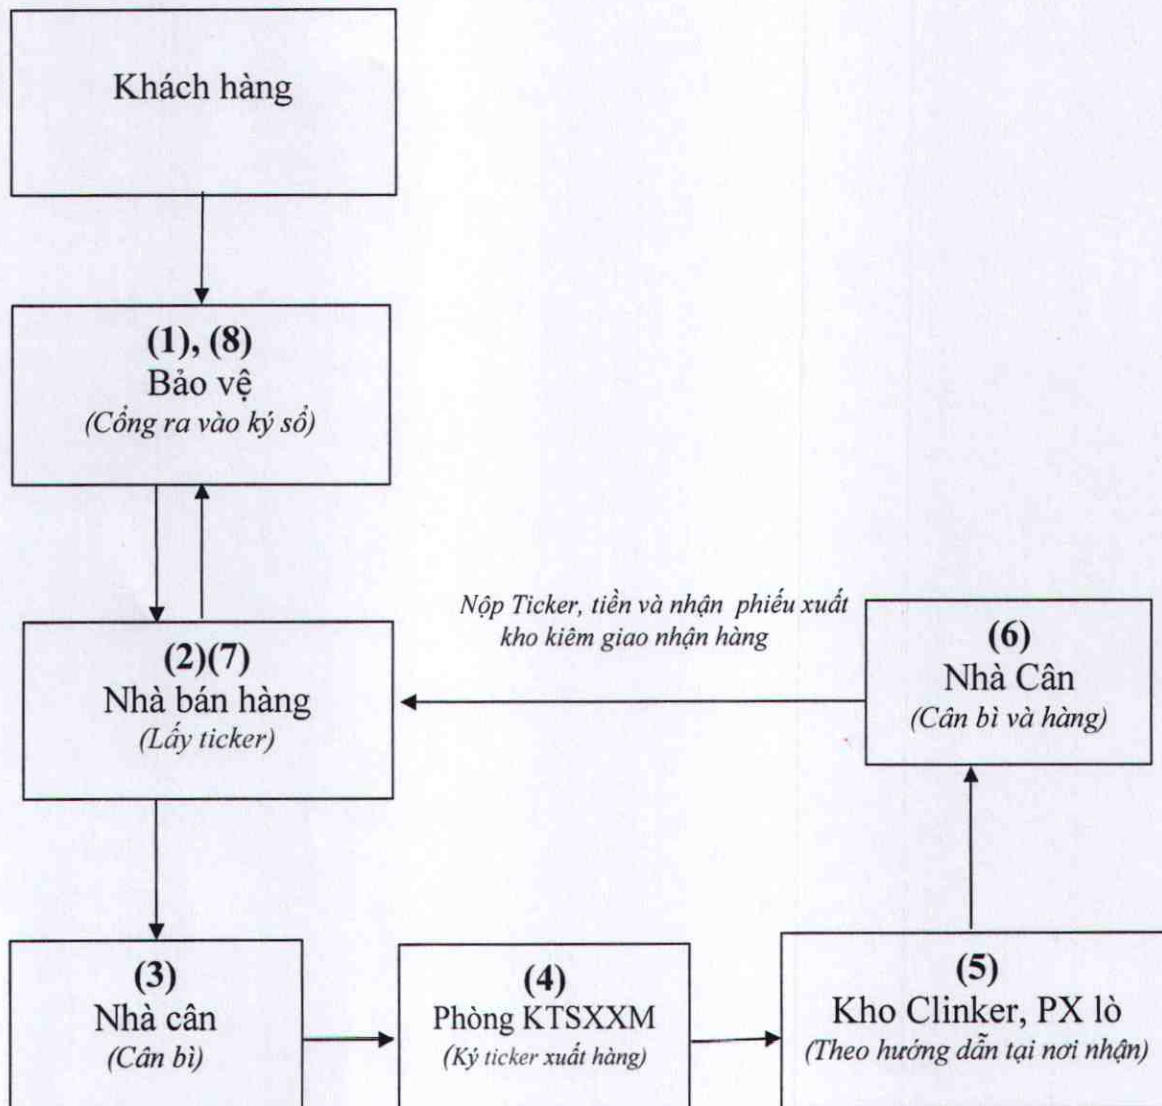 Khách hàng
(1), (8)
Bảo vệ
(Cổng ra vào ký sổ)
Nộp Ticker, tiền và nhận phiếu xuất
kho kiêm giao nhận hàng
(2)(7)
Nhà bán hàng
(Lấy ticker)
(6)
Nhà Cân
(Cân bì và hàng)
(3)
Nhà cân
(Cân bì)
(4)
Phòng KTSXXM
(Ký ticker xuất hàng)
(5)
Kho Clinker, PX lò
(Theo hướng dẫn tại nơi nhận)